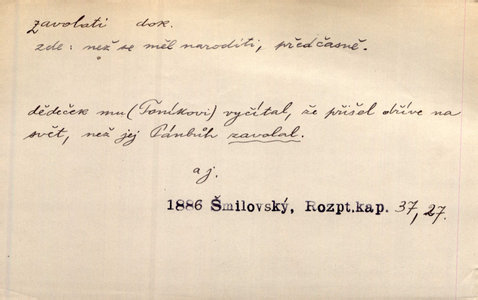 zavolati dok.
zde: než se měl naroditi, předčasně.
dědeček mu (Toníkovi) vyčítal, že přišel dříve na
svět, než jej Pánbůh zavolal.
aj.
1886 Šmilovský, Rozpt.kap. 37,27.